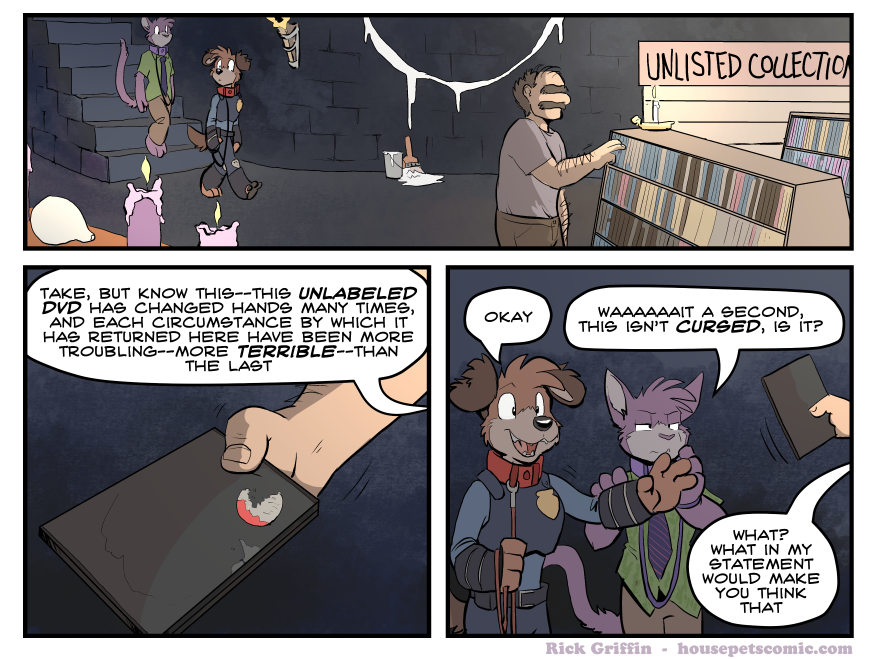 UNLISTED COLLECTION
TAKE, BUT KNOW THIS--THIS UNLABELED
DVD HAS CHANGED HANDS MANY TIMES,
AND EACH CIRCUMSTANCE BY WHICH IT
HAS RETURNED HERE HAVE BEEN MORE
TROUBLING--MORE TERRIBLE--THAN
THE LAST
OKAY
WAAAAAAIT A SECOND,
THIS ISN'T CURSED, IS IT?
WHAT?
WHAT IN MY
STATEMENT
WOULD MAKE
YOU THINK
THAT
Rick Griffin - housepetscomic.com